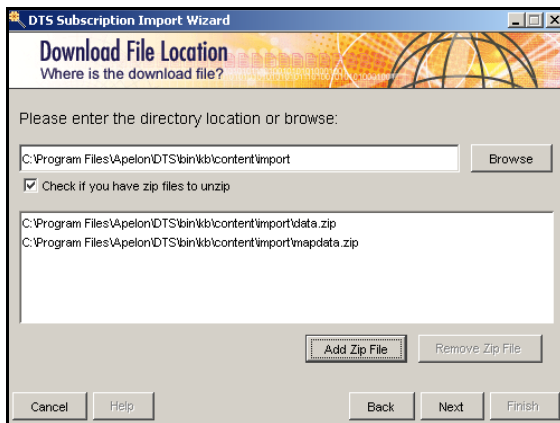 DTS Subscription Import Wizard
Download File Location
Where is the download file?
Please enter the directory location or browse:
C:\Program Files\Apelon\DTS\bin\kb\content\import
Browse
Check if you have zip files to unzip
C:\Program Files\Apelon\DTS\bin\kb\content\import\data.zip
C:\Program Files\Apelon\DTS\bin\kb\content\import\mapdata.zip
Add Zip File
Remove Zip File
Cancel
Help
Back
Next
Finish